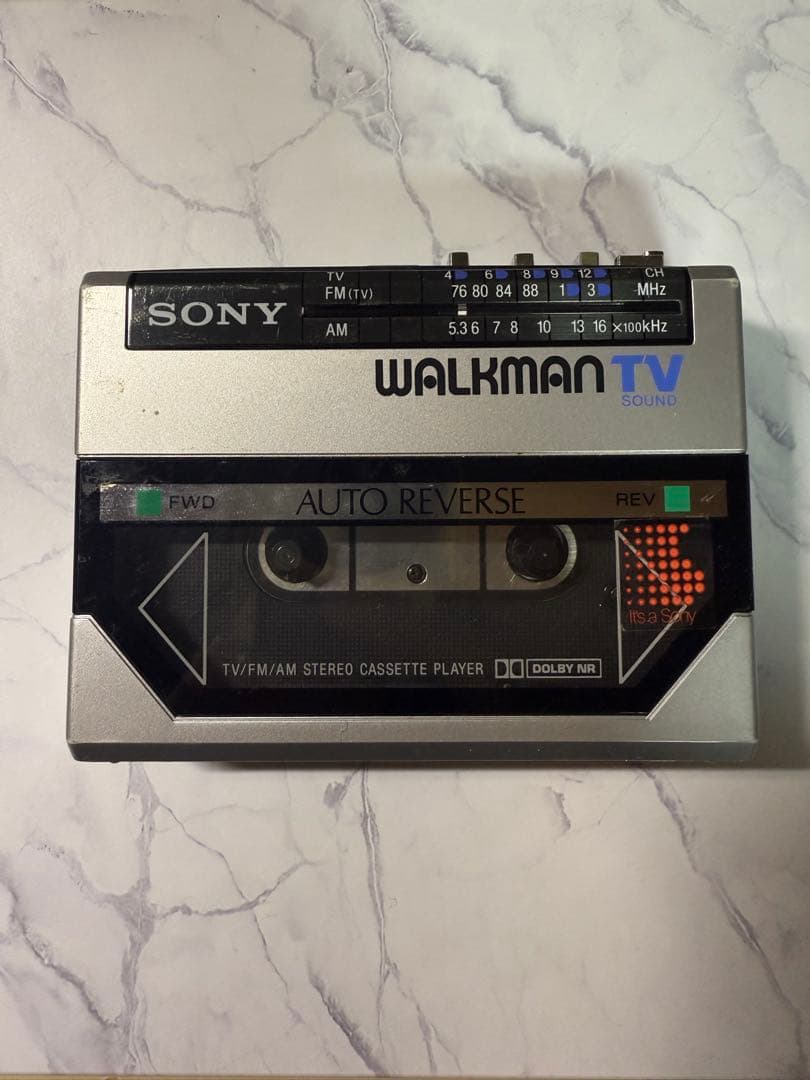 TV 4 6 8 9 12 CH
FM (TV) 76 80 84 88 1 3 MHz
SONY
AM 5.3 6 7 8 10 13 16 ×100kHz
WALKMAN TV
SOUND
FWD AUTO REVERSE REV
It's a Sony
TV/FM/AM STEREO CASSETTE PLAYER DOLBY NR